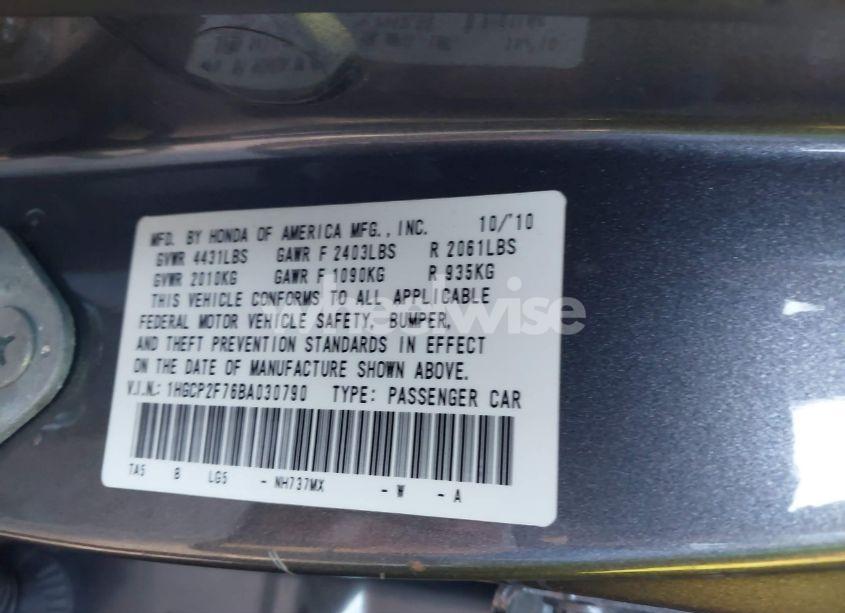 MFD. BY HONDA OF AMERICA MFG., INC. 10/'10
GVWR 4431LBS GAWR F 2403LBS R 2061LBS
GVWR 2010KG GAWR F 1090KG R 935KG
THIS VEHICLE CONFORMS TO ALL APPLICABLE
FEDERAL MOTOR VEHICLE SAFETY, BUMPER,
AND THEFT PREVENTION STANDARDS IN EFFECT
ON THE DATE OF MANUFACTURE SHOWN ABOVE.
V.I.N.: 1HGCP2F76BA030790 TYPE: PASSENGER CAR
TA5 B LG5 - NH737MX - W - A